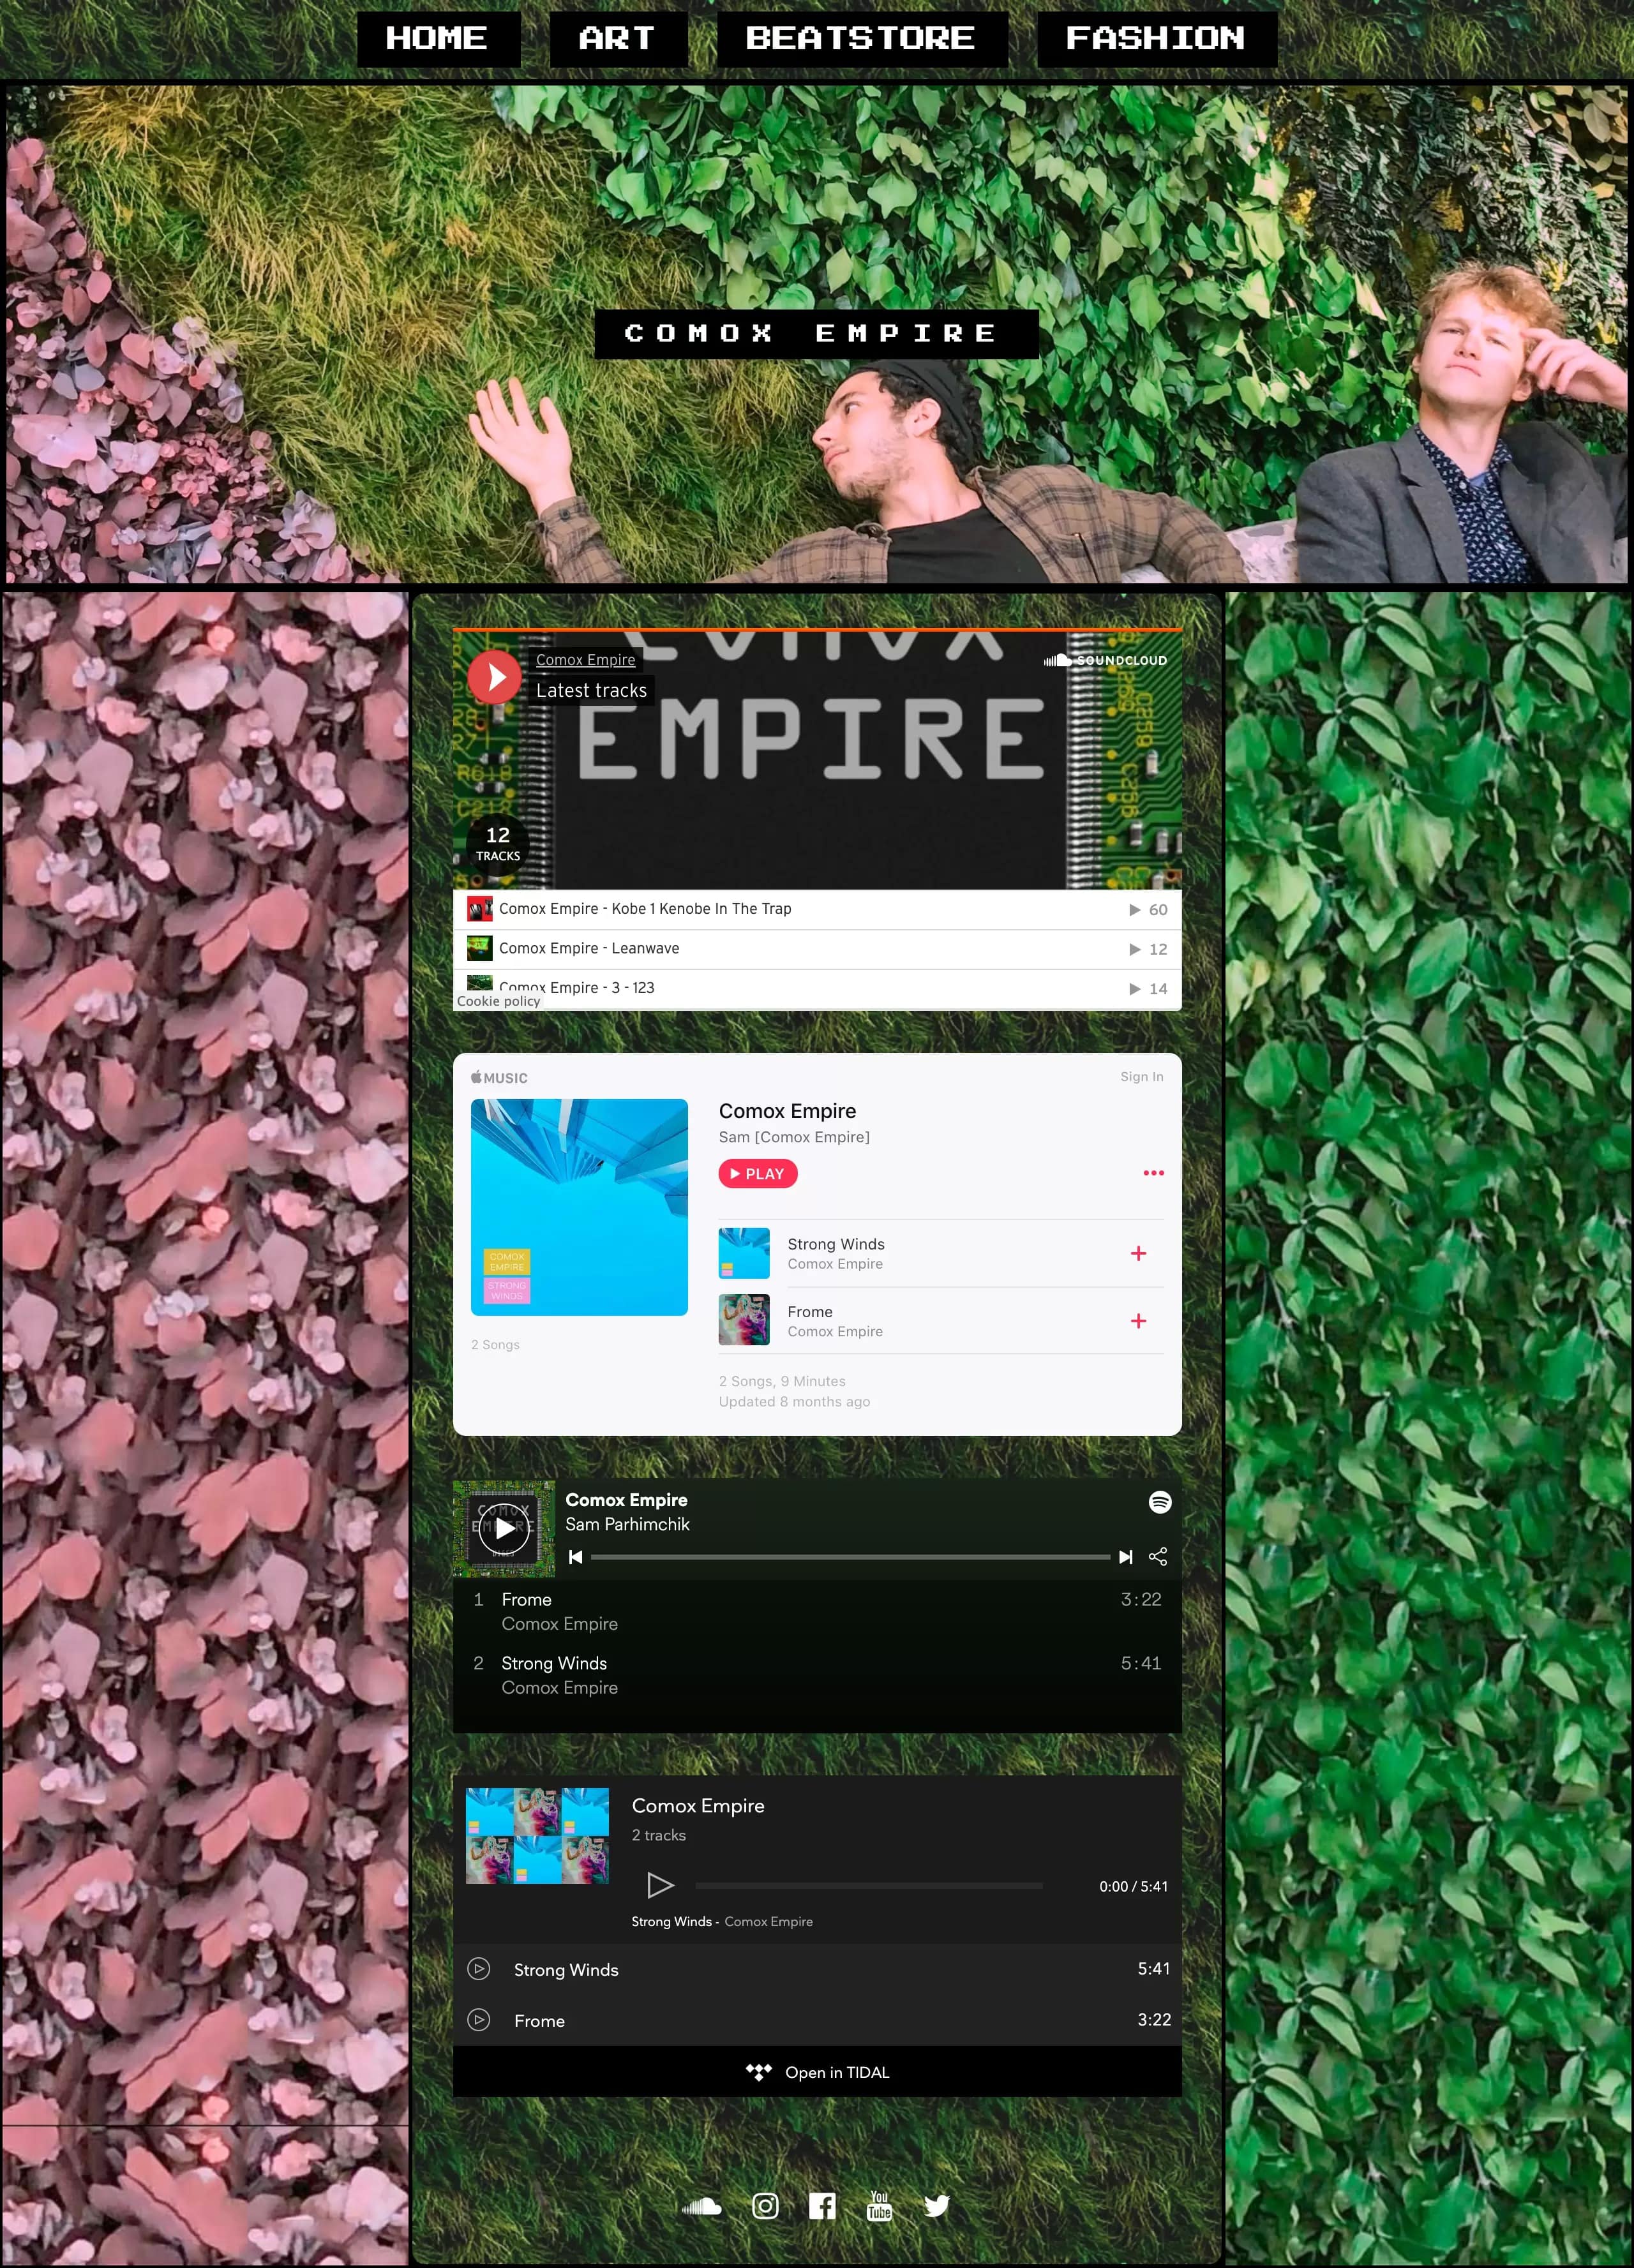 HOME ART BEATSTORE FASHION
COMOX EMPIRE
Comox Empire
SOUNDCLOUD
Latest tracks
EMPIRE
12
TRACKS
Comox Empire - Kobe 1 Kenobe In The Trap 60
Comox Empire - Leanwave 12
Comox Empire - 3 - 123 14
Cookie policy
MUSIC
Sign In
Comox Empire
Sam [Comox Empire]
PLAY
Strong Winds
Comox Empire
COMOX
EMPIRE
STRONG
WINDS
Frome
Comox Empire
2 Songs
2 Songs, 9 Minutes
Updated 8 months ago
COMOX
EMPIRE
Comox Empire
Sam Parhimchik
1 Frome 3:22
Comox Empire
2 Strong Winds 5:41
Comox Empire
Comox Empire
2 tracks
0:00 / 5:41
Strong Winds - Comox Empire
Strong Winds 5:41
Frome 3:22
Open in TIDAL
You
Tube